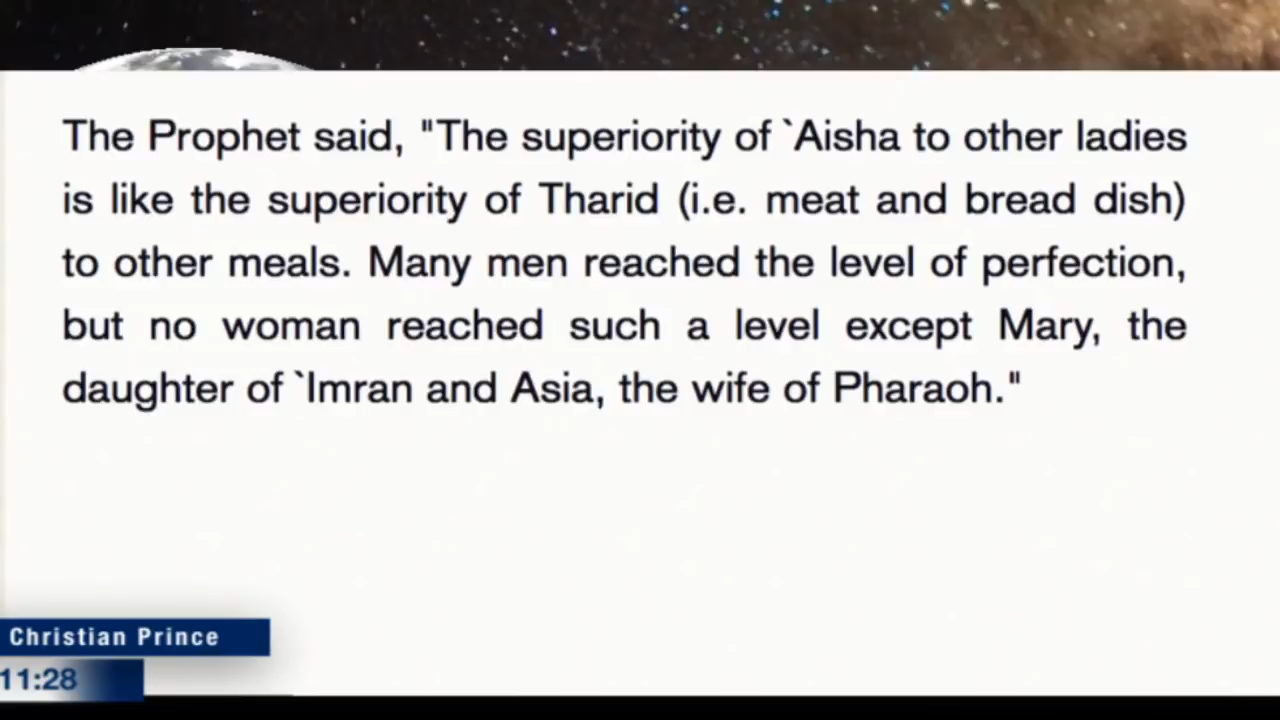 The Prophet said, "The superiority of `Aisha to other ladies
is like the superiority of Tharid (i.e. meat and bread dish)
to other meals. Many men reached the level of perfection,
but no woman reached such a level except Mary, the
daughter of `Imran and Asia, the wife of Pharaoh."
Christian Prince
11:28